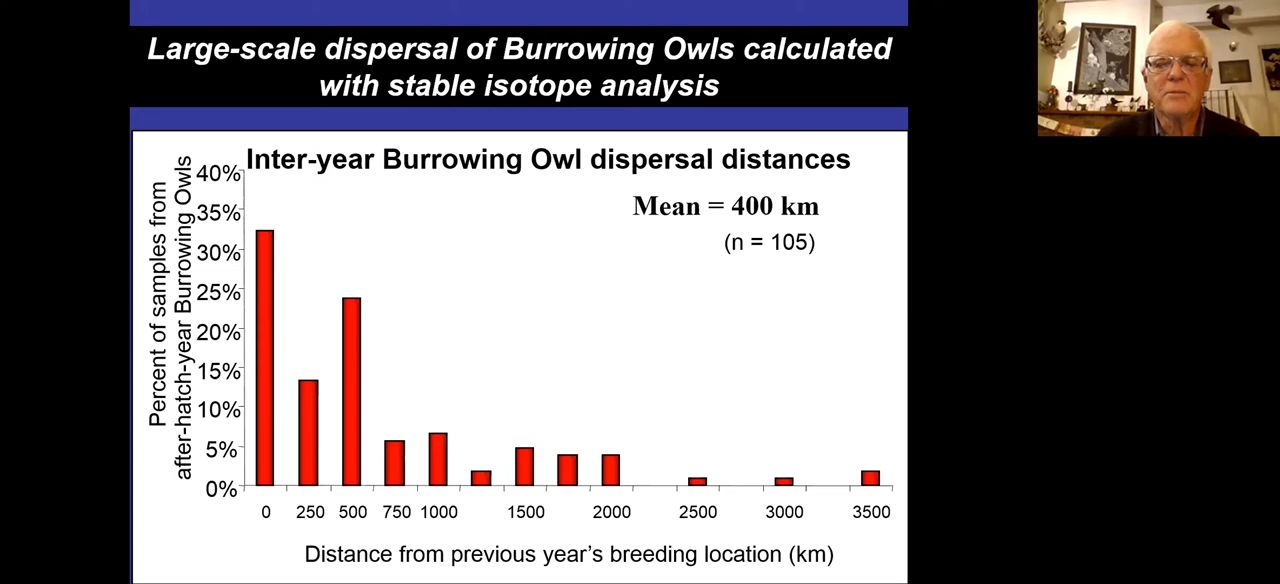 Large-scale dispersal of Burrowing Owls calculated
with stable isotope analysis
Inter-year Burrowing Owl dispersal distances
Mean = 400 km
(n = 105)
Percent of samples from
after-hatch-year Burrowing Owls
40%
35%
30%
25%
20%
15%
10%
5%
0%
0 250 500 750 1000 1500 2000 2500 3000 3500
Distance from previous year's breeding location (km)